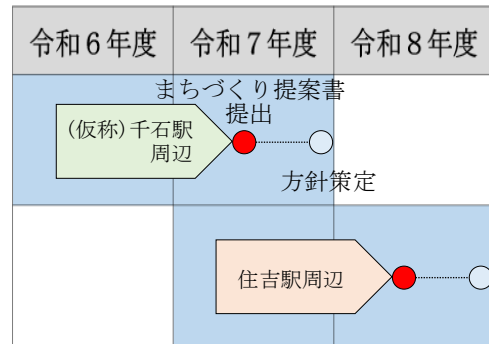 令和６年度 令和７年度 令和８年度
まちづくり提案書
提出
(仮称)千石駅
周辺
方針策定
住吉駅周辺